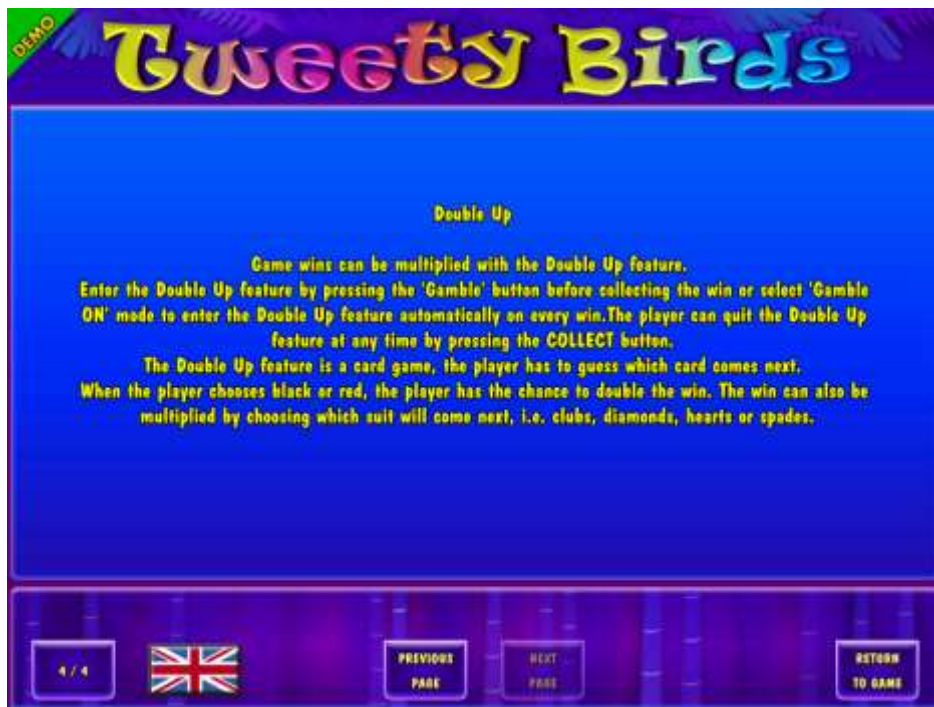 DEMO
Tweety Birds
Double Up
Game wins can be multiplied with the Double Up feature.
Enter the Double Up feature by pressing the 'Gamble' button before collecting the win or select 'Gamble
ON' mode to enter the Double Up feature automatically on every win.The player can quit the Double Up
feature at any time by pressing the COLLECT button.
The Double Up feature is a card game, the player has to guess which card comes next.
When the player chooses black or red, the player has the chance to double the win. The win can also be
multiplied by choosing which suit will come next, i.e. clubs, diamonds, hearts or spades.
4 / 4
PREVIOUS
PAGE
NEXT
PAGE
RETURN
TO GAME